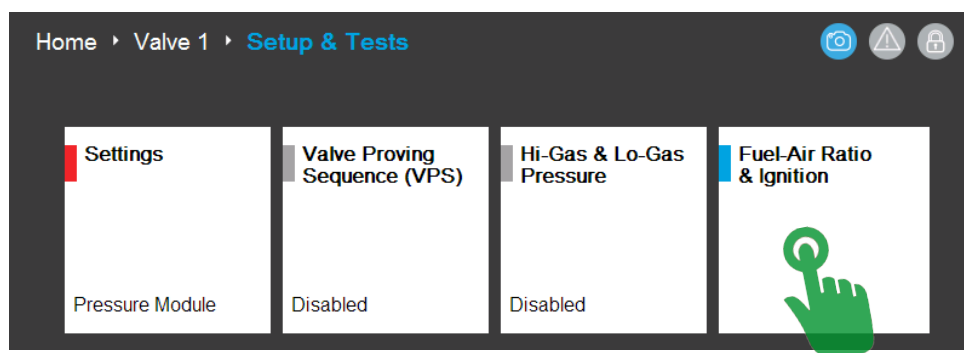 Home ‣ Valve 1 ‣ Setup & Tests
Settings
Pressure Module
Valve Proving
Sequence (VPS)
Disabled
Hi-Gas & Lo-Gas
Pressure
Disabled
Fuel-Air Ratio
& Ignition